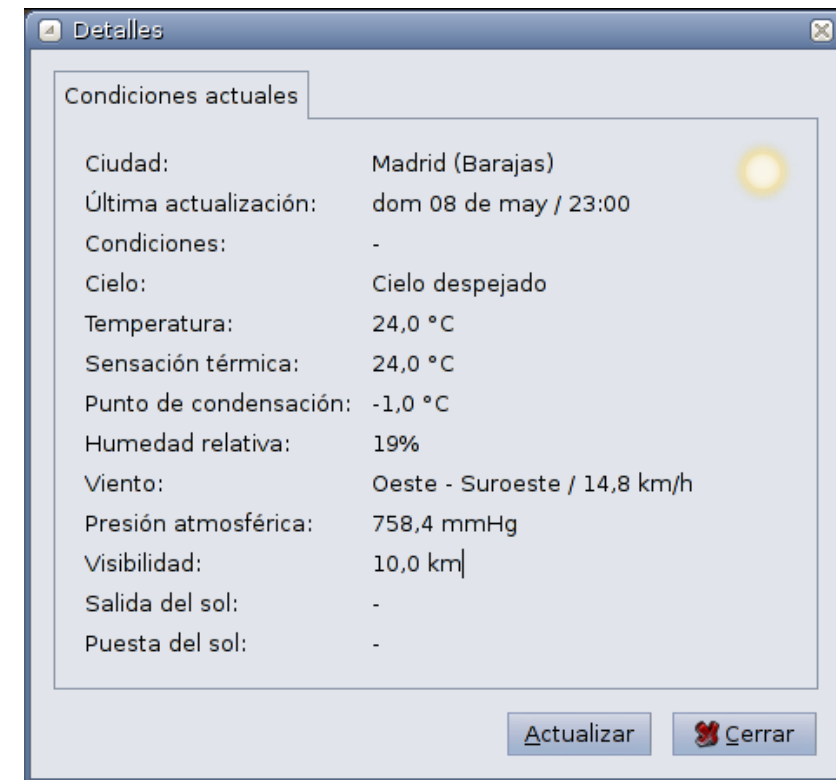 Detalles
Condiciones actuales
Ciudad: Madrid (Barajas)
Última actualización: dom 08 de may / 23:00
Condiciones: -
Cielo: Cielo despejado
Temperatura: 24,0 °C
Sensación térmica: 24,0 °C
Punto de condensación: -1,0 °C
Humedad relativa: 19%
Viento: Oeste - Suroeste / 14,8 km/h
Presión atmosférica: 758,4 mmHg
Visibilidad: 10,0 km
Salida del sol: -
Puesta del sol: -
Actualizar Cerrar